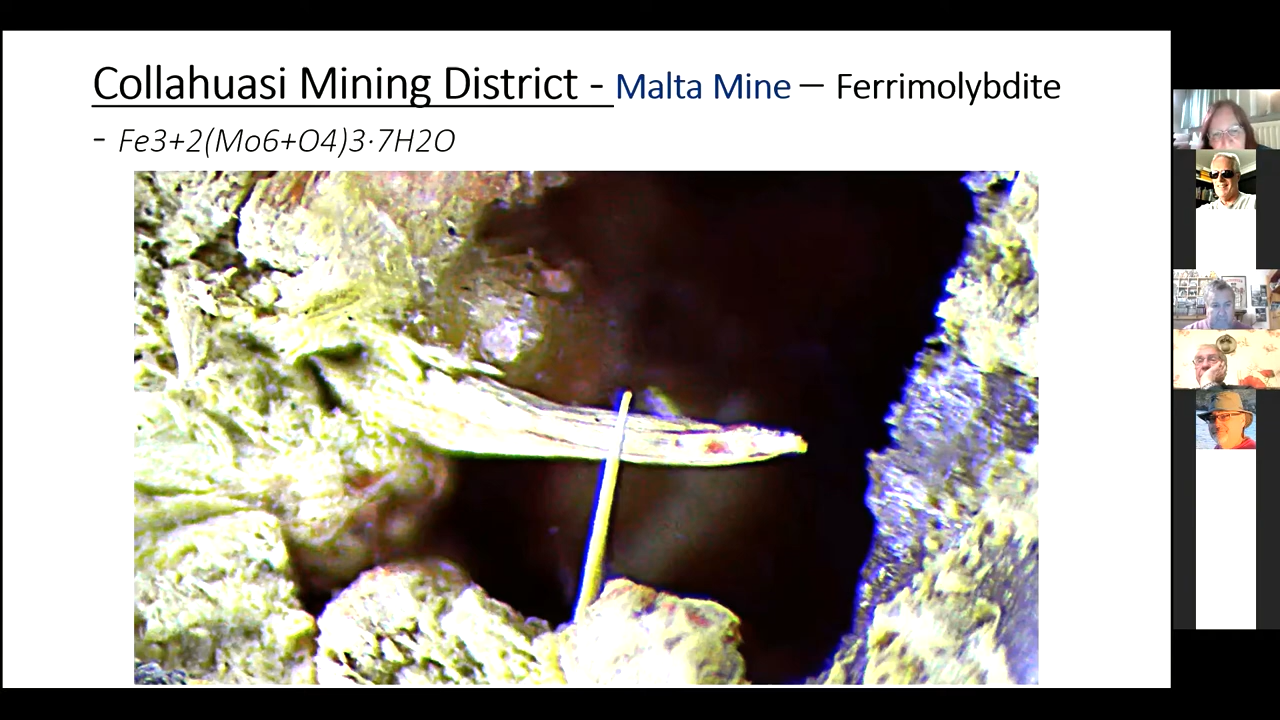 Collahuasi Mining District - Malta Mine – Ferrimolybdite
- Fe3+2(Mo6+O4)3·7H2O